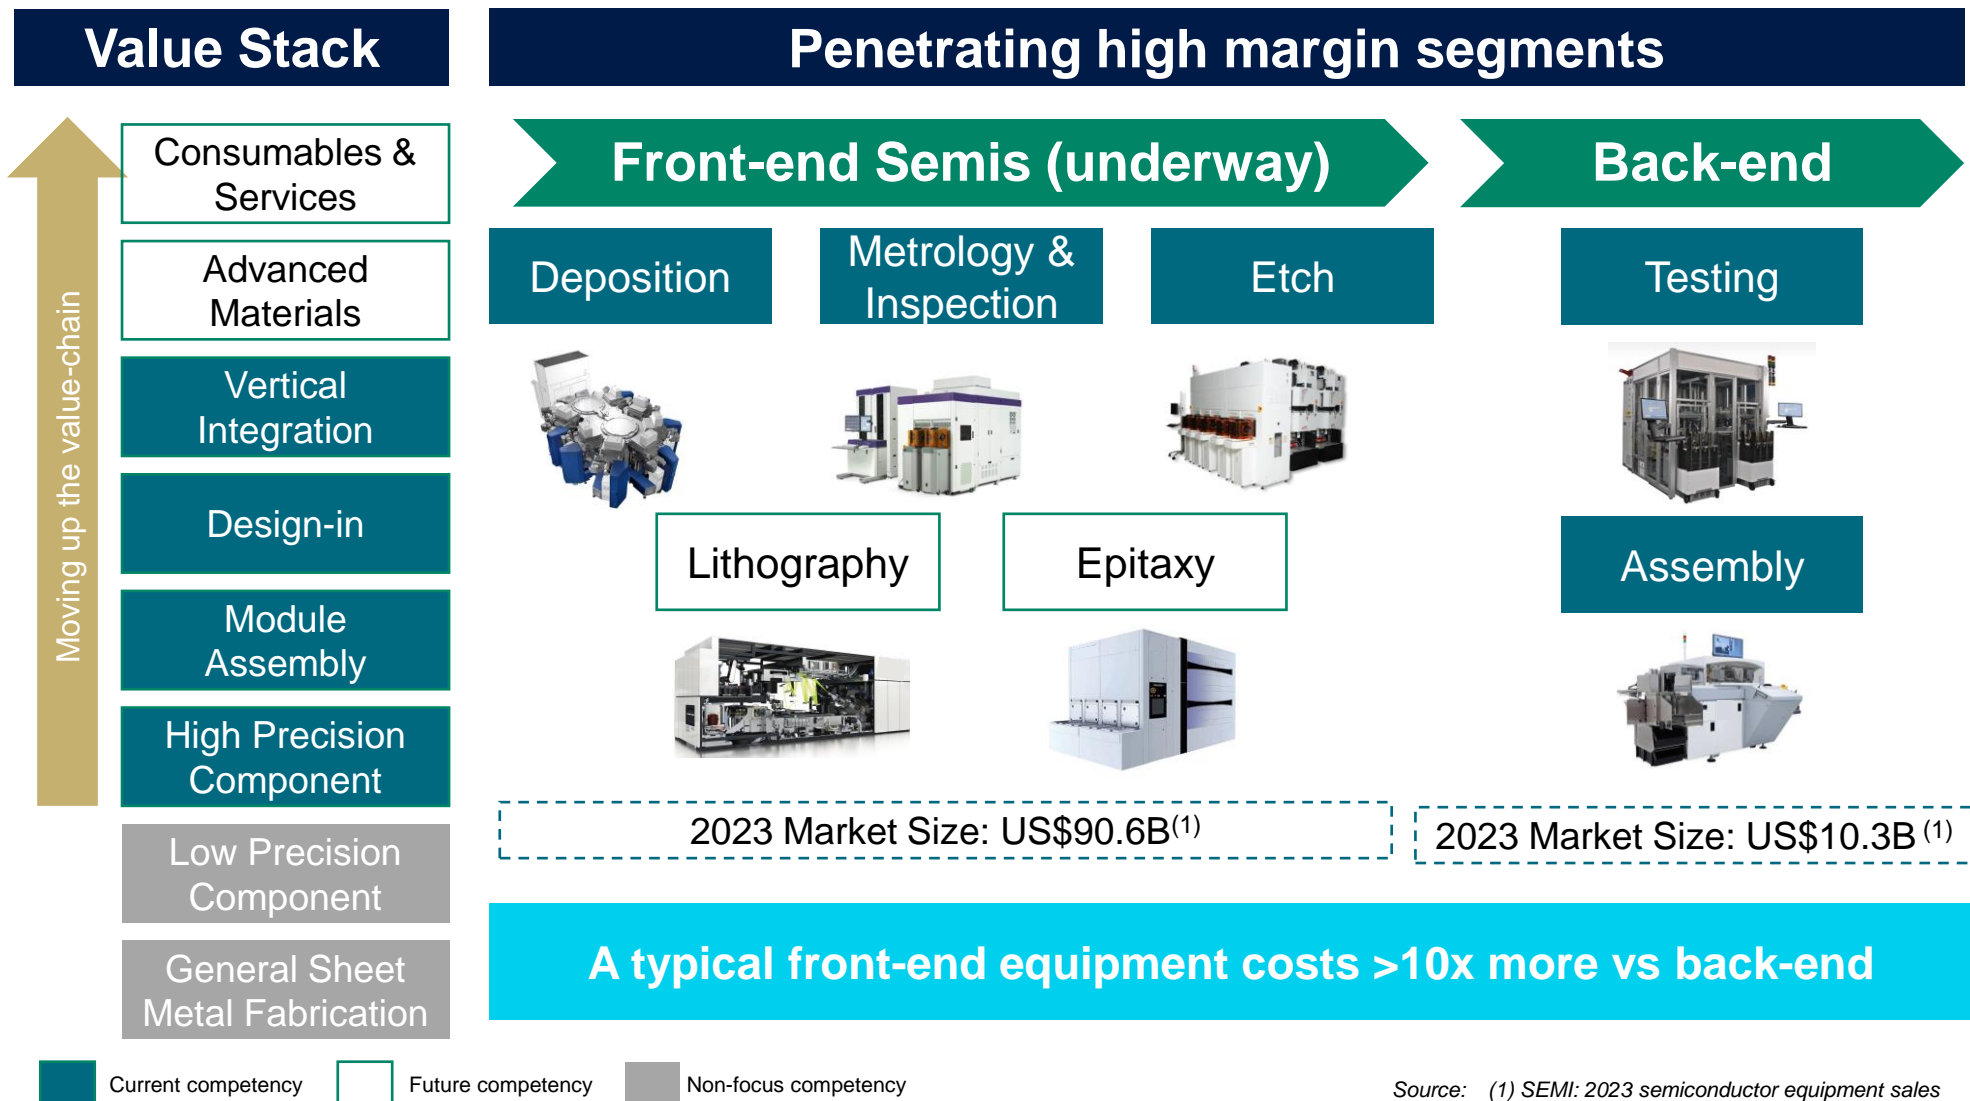 Value Stack
Penetrating high margin segments
Moving up the value-chain
Consumables &
Services
Advanced
Materials
Vertical
Integration
Design-in
Module
Assembly
High Precision
Component
Low Precision
Component
General Sheet
Metal Fabrication
Front-end Semis (underway)
Back-end
Deposition
Metrology &
Inspection
Etch
Testing
Lithography
Epitaxy
Assembly
2023 Market Size: US$90.6B(1)
2023 Market Size: US$10.3B (1)
A typical front-end equipment costs >10x more vs back-end
Current competency
Future competency
Non-focus competency
Source: (1) SEMI: 2023 semiconductor equipment sales